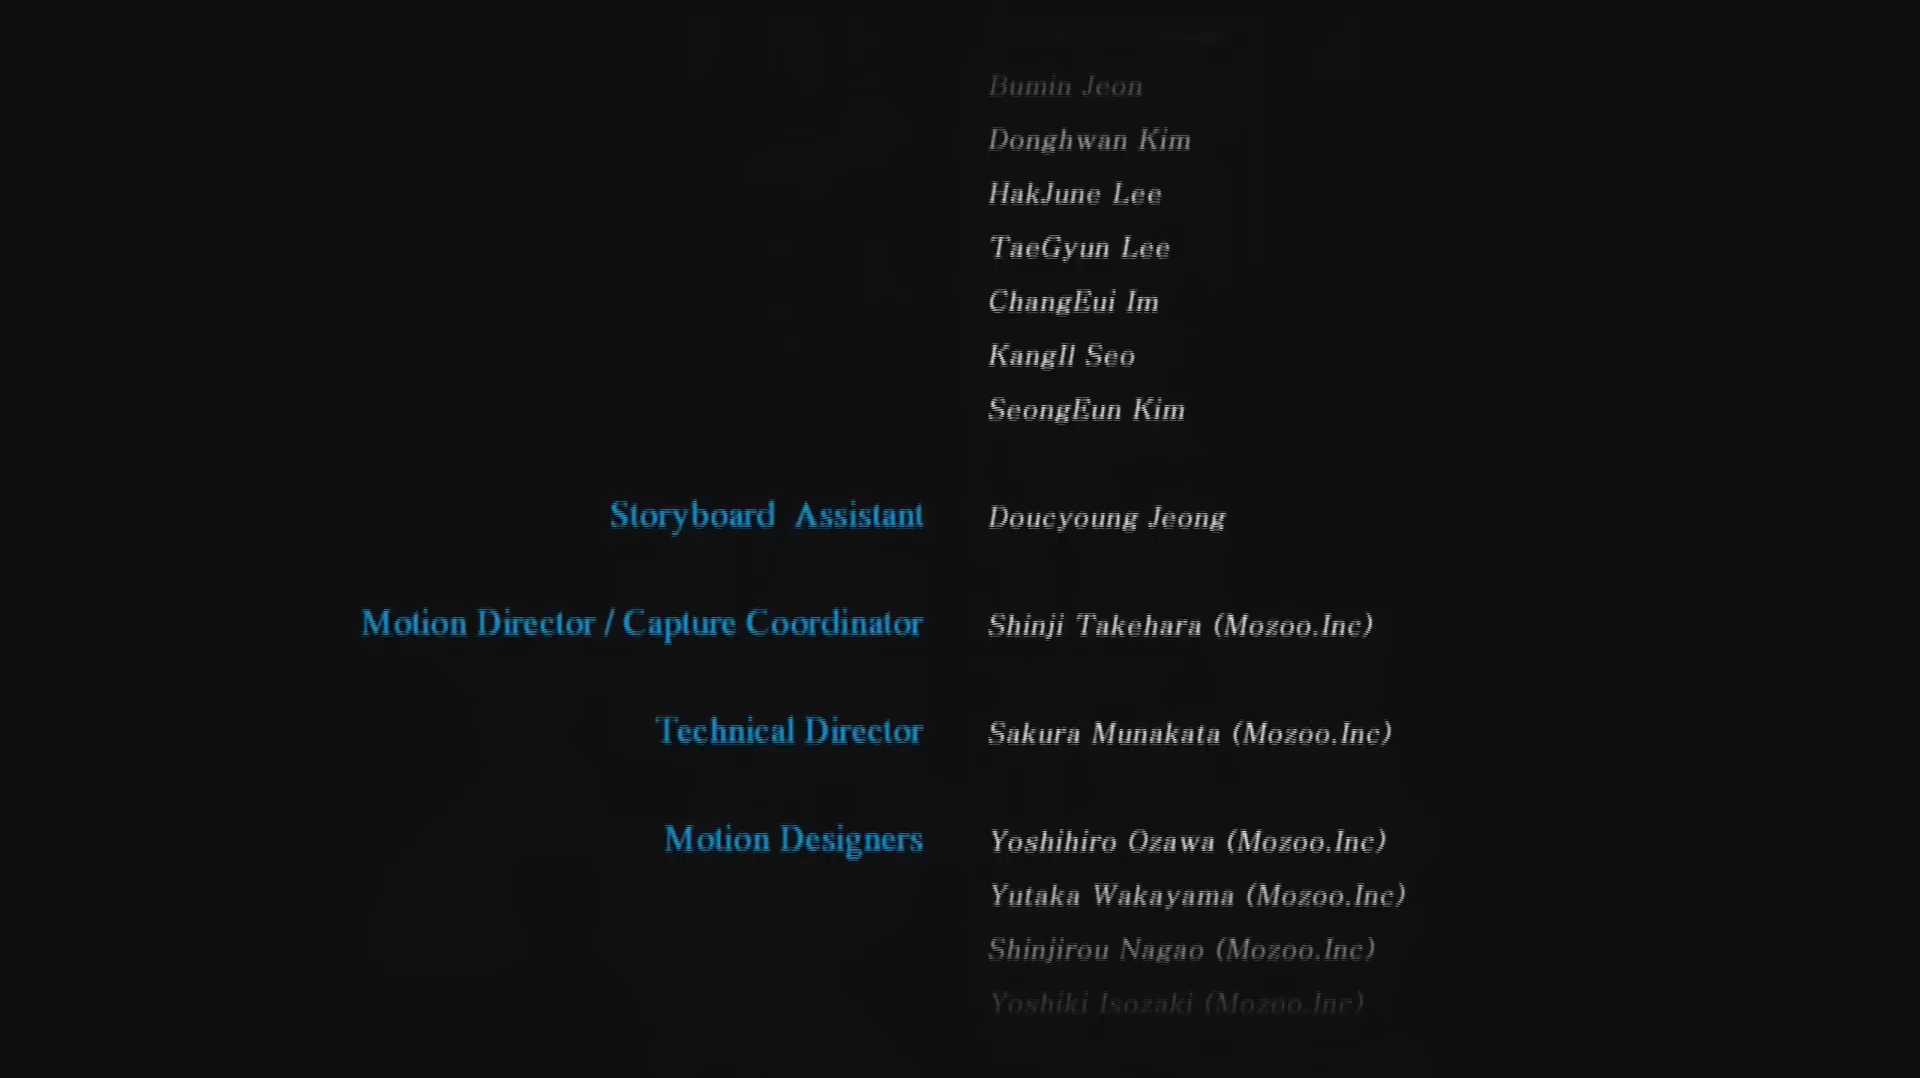 Bumin Jeon
Donghwan Kim
HakJune Lee
TaeGyun Lee
ChangEui Im
KangIl Seo
SeongEun Kim
Storyboard  Assistant Doucyoung Jeong
Motion Director / Capture Coordinator Shinji Takehara (Mozoo.Inc)
Technical Director Sakura Munakata (Mozoo.Inc)
Motion Designers Yoshihiro Ozawa (Mozoo.Inc)
Yutaka Wakayama (Mozoo.Inc)
Shinjirou Nagao (Mozoo.Inc)
Yoshiki Isozaki (Mozoo.Inc)